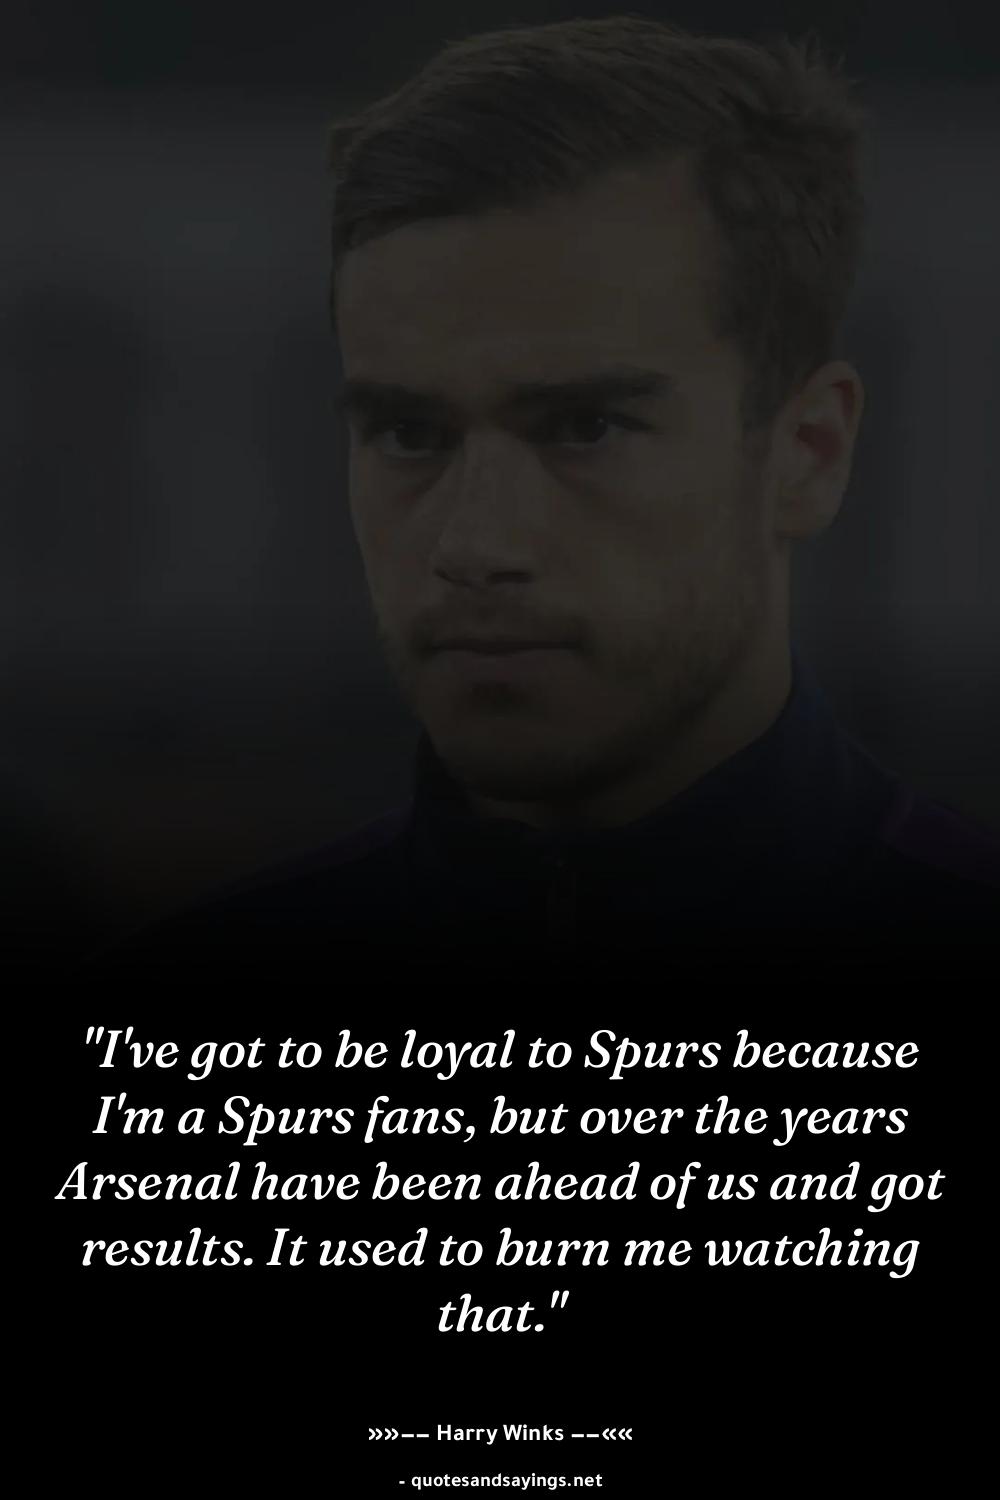 "I've got to be loyal to Spurs because
I'm a Spurs fans, but over the years
Arsenal have been ahead of us and got
results. It used to burn me watching
that."
»»–– Harry Winks ––««
- quotesandsayings.net